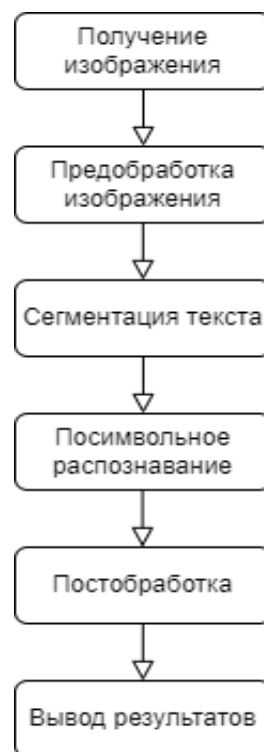 Получение
изображения
Предобработка
изображения
Сегментация текста
Посимвольное
распознавание
Постобработка
Вывод результатов